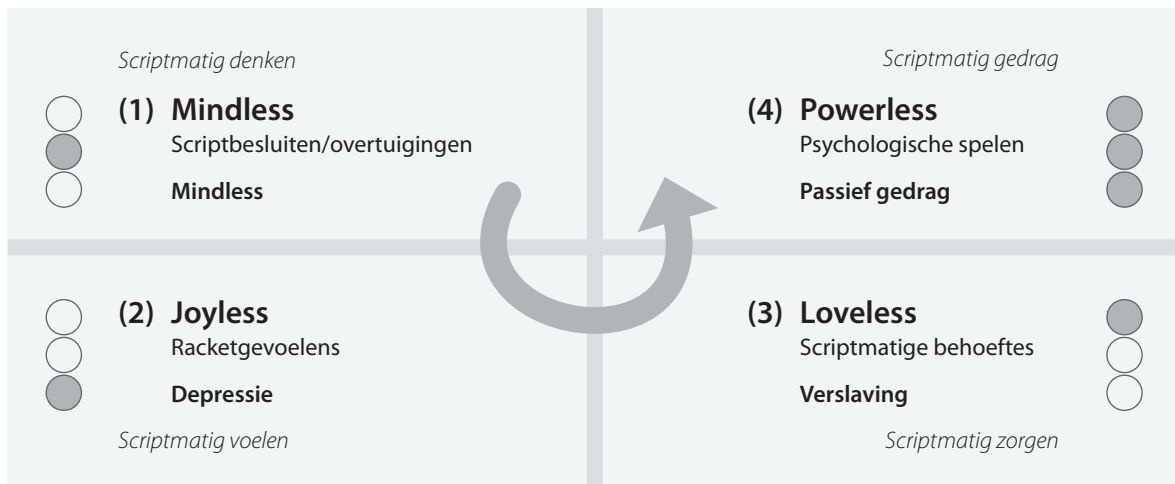 Scriptmatig denken
(1) Mindless
Scriptbesluiten/overtuigingen
Mindless
(2) Joyless
Racketgevoelens
Depressie
Scriptmatig voelen
(3) Loveless
Scriptmatige behoeftes
Verslaving
Scriptmatig zorgen
Scriptmatig gedrag
(4) Powerless
Psychologische spelen
Passief gedrag